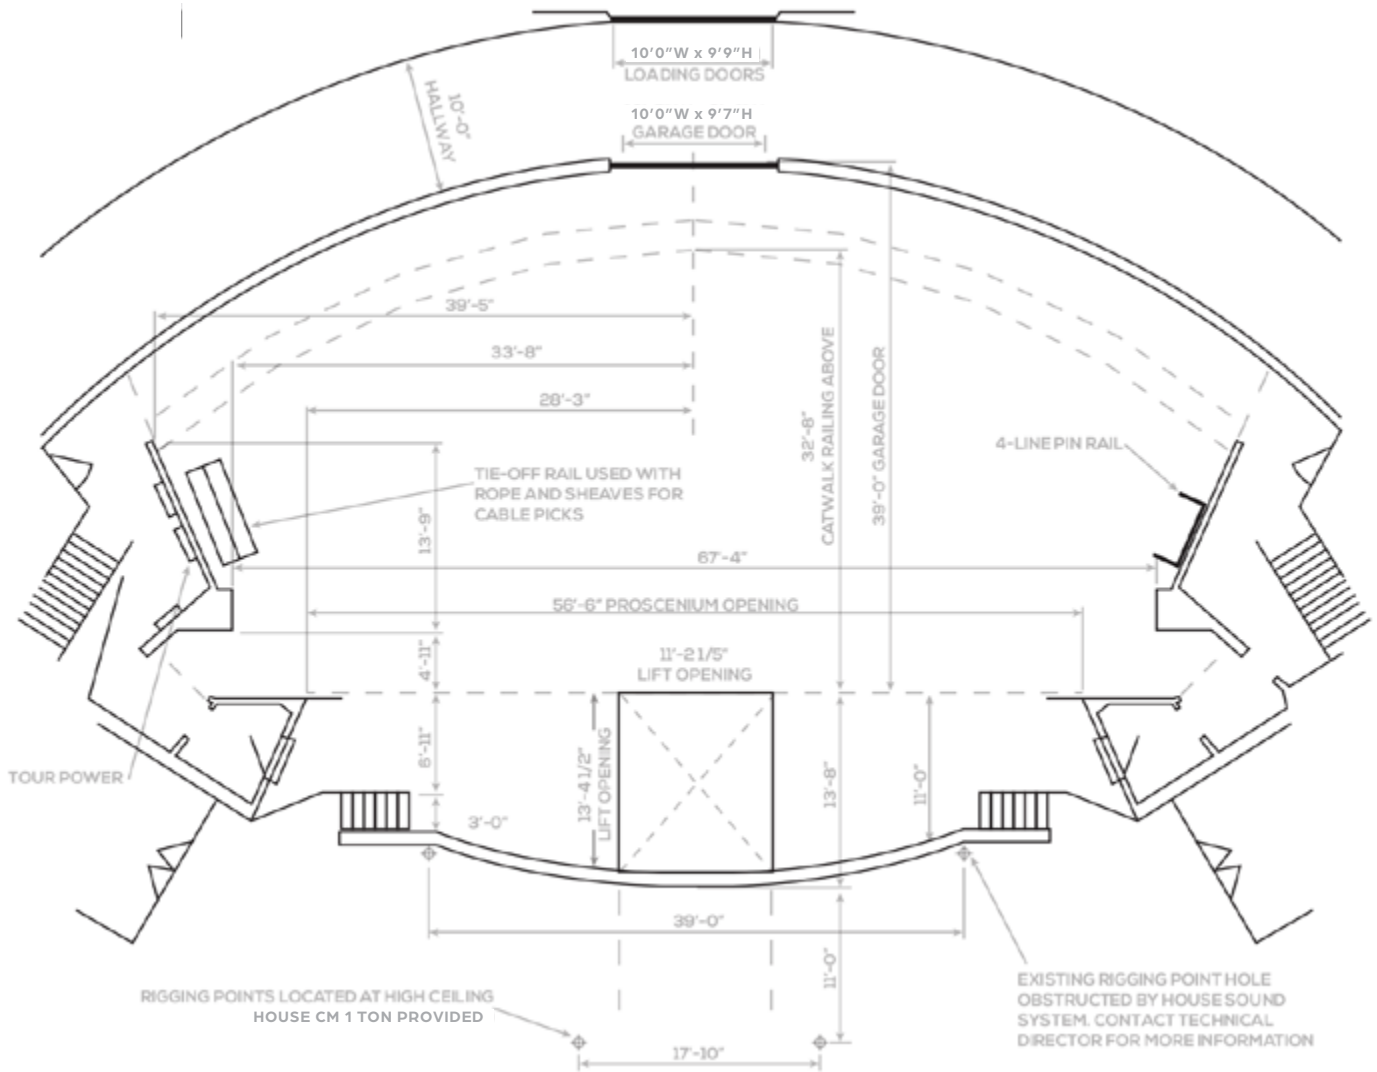 10'0"W x 9'9"H
LOADING DOORS
10'0"W x 9'7"H
GARAGE DOOR
10'-0"
HALLWAY
39'-5"
33'-8"
28'-3"
32'-8"
CATWALK RAILING ABOVE
39'-0" GARAGE DOOR
4-LINE PIN RAIL
TIE-OFF RAIL USED WITH
ROPE AND SHEAVES FOR
CABLE PICKS
13'-9"
67'-4"
56'-6" PROSCENIUM OPENING
4'-11"
11'-2 1/5"
LIFT OPENING
6'-11"
13'-4 1/2"
LIFT OPENING
13'-8"
11'-0"
TOUR POWER
3'-0"
39'-0"
11'-0"
RIGGING POINTS LOCATED AT HIGH CEILING
HOUSE CM 1 TON PROVIDED
17'-10"
EXISTING RIGGING POINT HOLE
OBSTRUCTED BY HOUSE SOUND
SYSTEM. CONTACT TECHNICAL
DIRECTOR FOR MORE INFORMATION